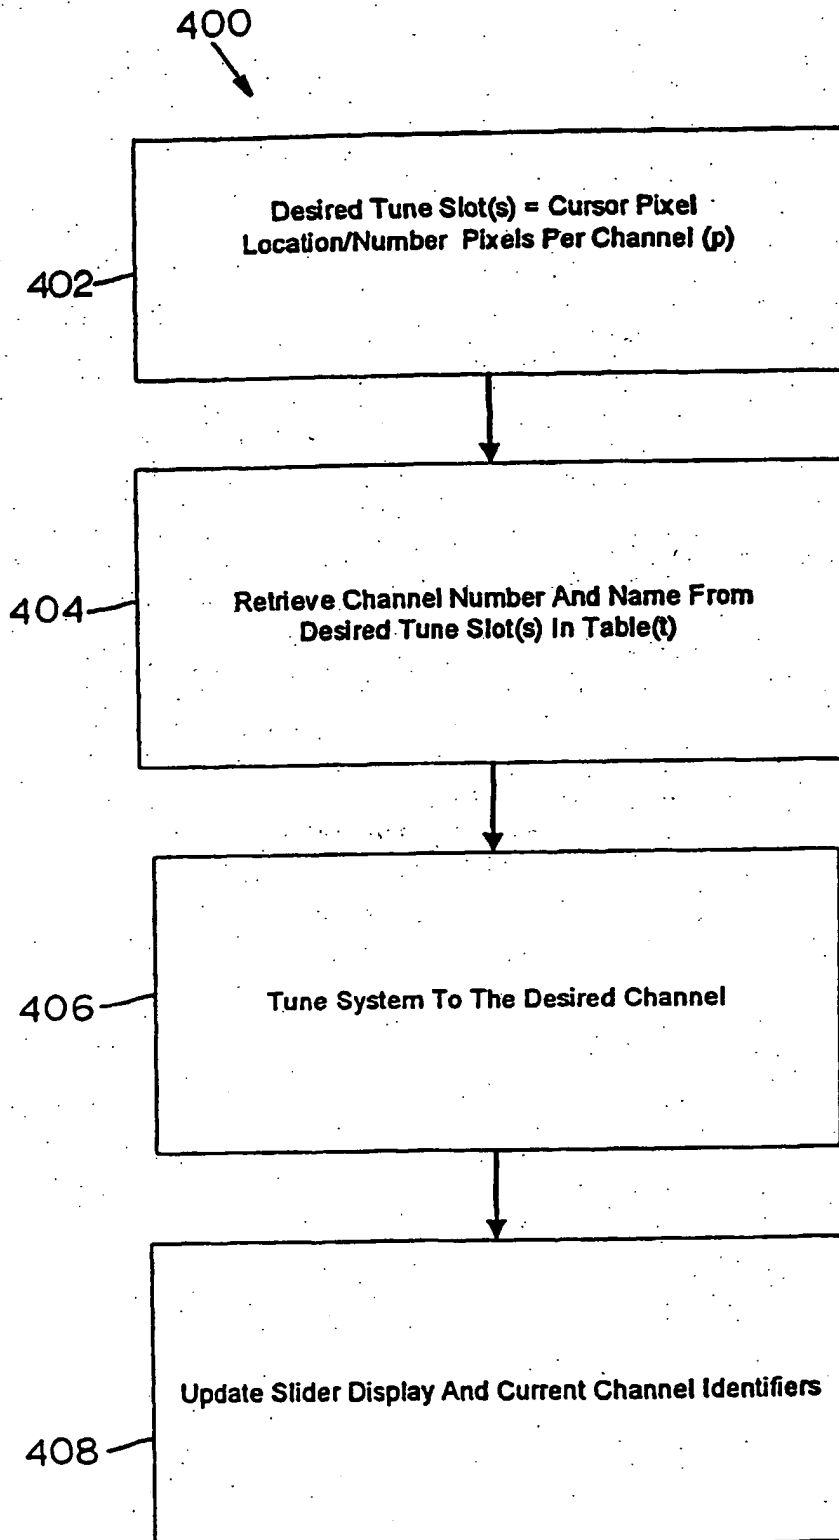 400
Desired Tune Slot(s) = Cursor Pixel
Location/Number Pixels Per Channel (p)
402
Retrieve Channel Number And Name From
Desired Tune Slot(s) In Table(t)
404
Tune System To The Desired Channel
406
Update Slider Display And Current Channel Identifiers
408